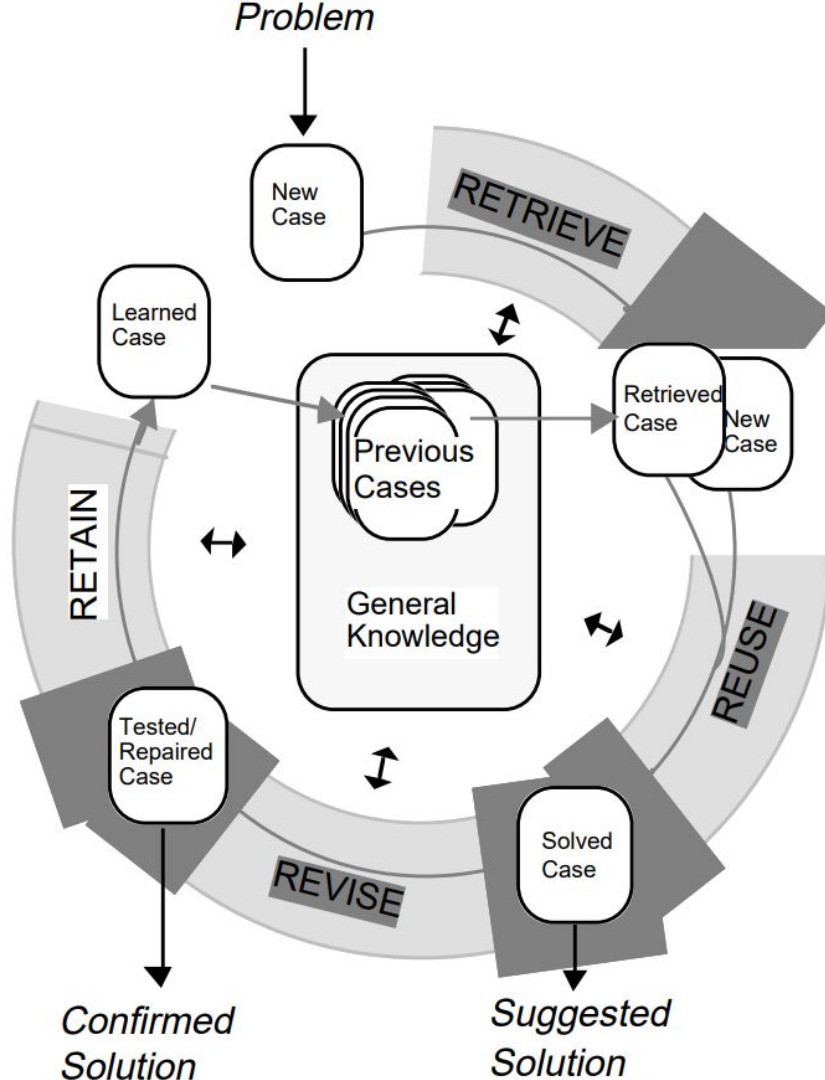 Problem
New
Case
RETRIEVE
Learned
Case
Retrieved
Case
New
Case
Previous
Cases
General
Knowledge
RETAIN
REUSE
Tested/
Repaired
Case
Solved
Case
REVISE
Confirmed
Solution
Suggested
Solution